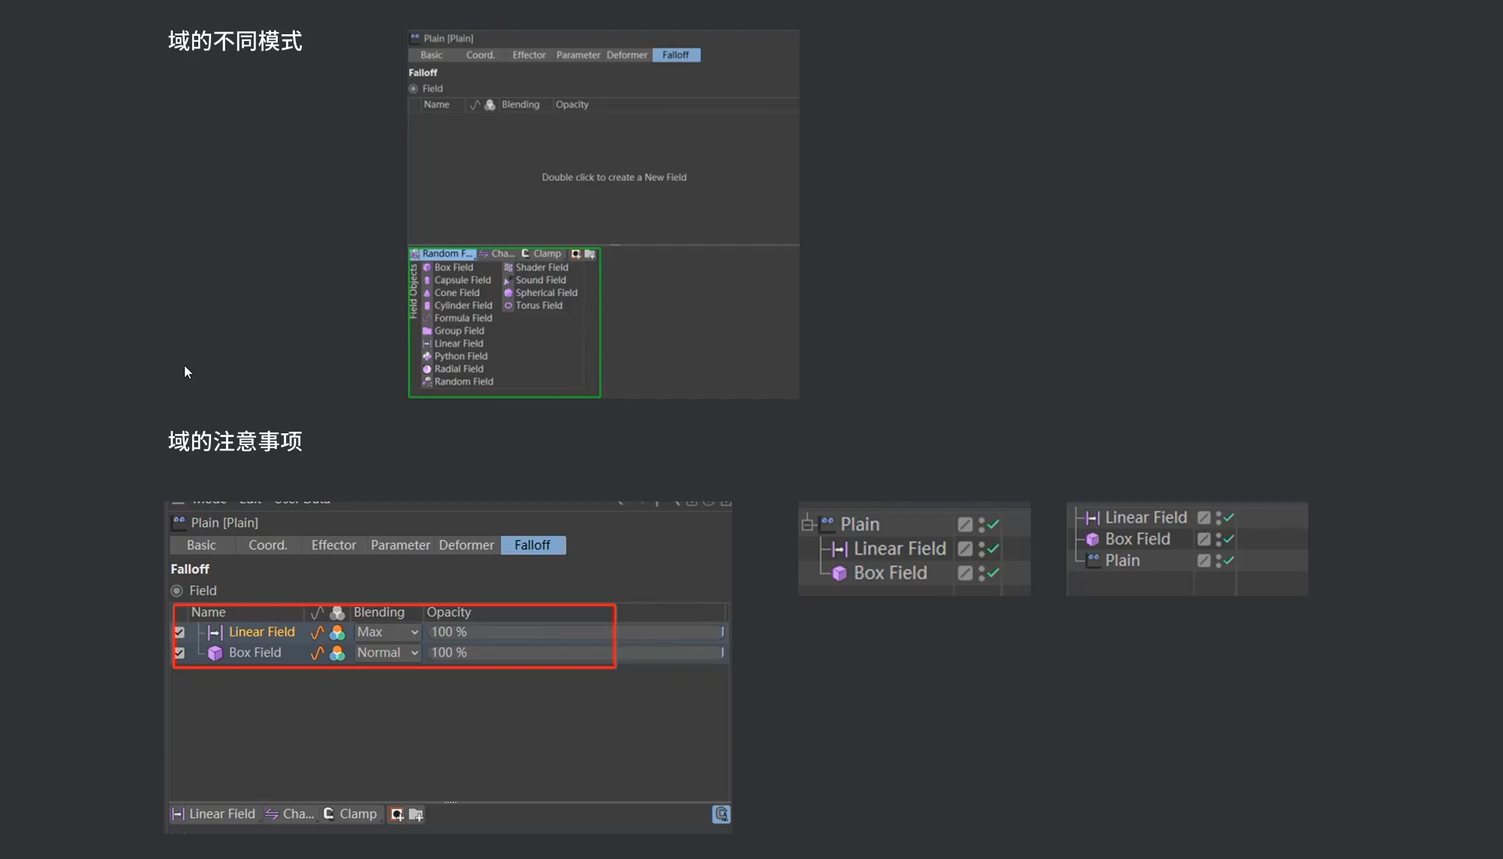 域的不同模式
Plain [Plain]
Basic Coord. Effector Parameter Deformer Falloff
Falloff
Field
Name Blending Opacity
Double click to create a New Field
Random F... Cha... Clamp
Field Objects
Box Field Shader Field
Capsule Field Sound Field
Cone Field Spherical Field
Cylinder Field Torus Field
Formula Field
Group Field
Linear Field
Python Field
Radial Field
Random Field
域的注意事项
Plain [Plain]
Basic Coord. Effector Parameter Deformer Falloff
Falloff
Field
Name Blending Opacity
Linear Field Max 100 %
Box Field Normal 100 %
Linear Field Cha... Clamp
Plain
Linear Field
Box Field
Linear Field
Box Field
Plain